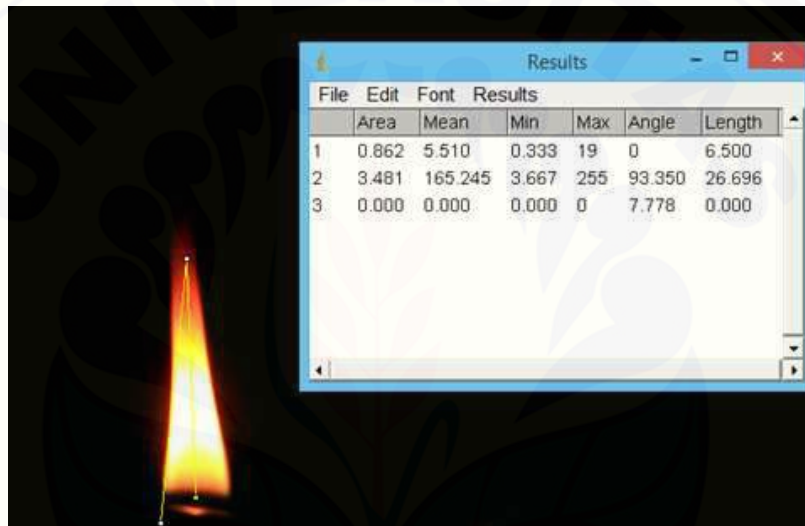 UNIVERSITAS
Results
File Edit Font Results
Area Mean Min Max Angle Length
1 0.862 5.510 0.333 19 0 6.500
2 3.481 165.245 3.667 255 93.350 26.696
3 0.000 0.000 0.000 0 7.778 0.000